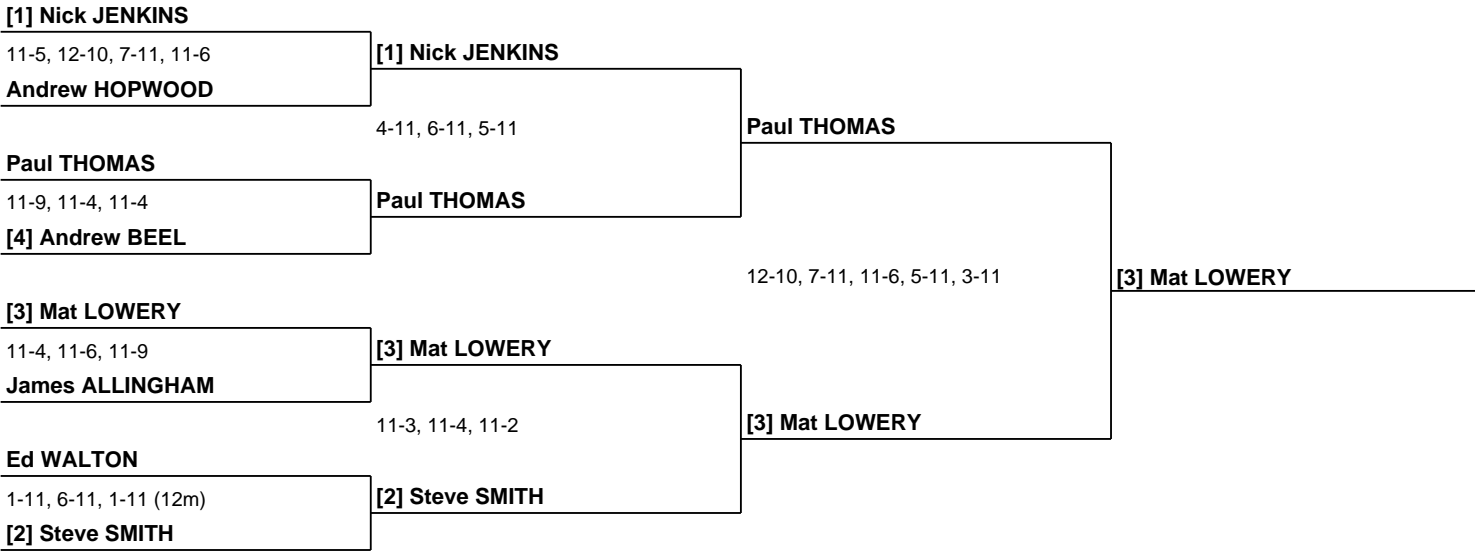 [1] Nick JENKINS
11-5, 12-10, 7-11, 11-6
[1] Nick JENKINS
Andrew HOPWOOD
4-11, 6-11, 5-11
Paul THOMAS
Paul THOMAS
11-9, 11-4, 11-4
Paul THOMAS
[4] Andrew BEEL
12-10, 7-11, 11-6, 5-11, 3-11
[3] Mat LOWERY
[3] Mat LOWERY
11-4, 11-6, 11-9
[3] Mat LOWERY
James ALLINGHAM
11-3, 11-4, 11-2
[3] Mat LOWERY
Ed WALTON
1-11, 6-11, 1-11 (12m)
[2] Steve SMITH
[2] Steve SMITH